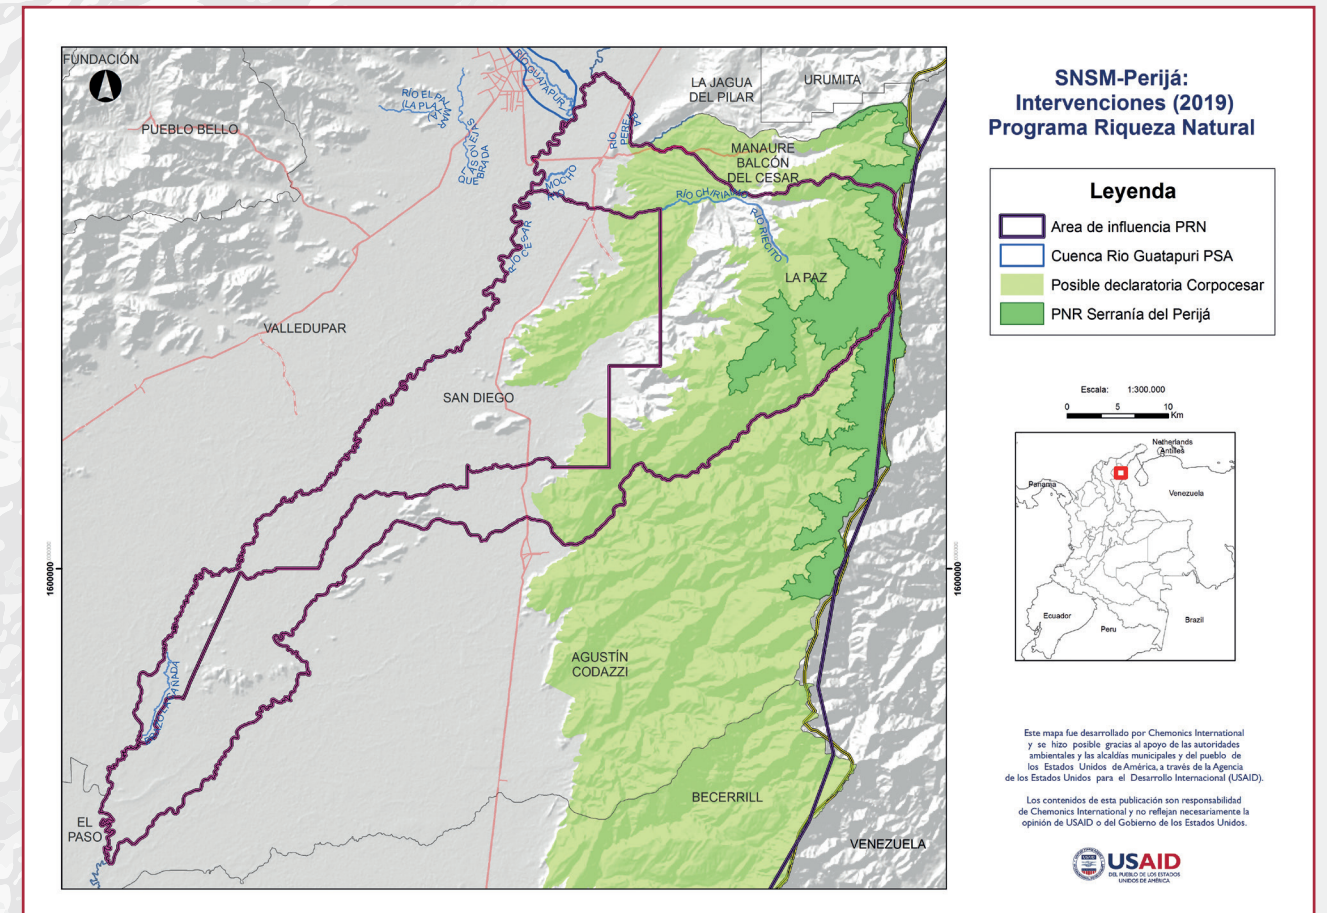 FUNDACIÓN
PUEBLO BELLO
VALLEDUPAR
SAN DIEGO
LA JAGUA
DEL PILAR
URUMITA
MANAURE
BALCÓN
DEL CESAR
LA PAZ
AGUSTÍN
CODAZZI
BECERRILL
EL
PASO
VENEZUELA
RÍO CESAR
RÍO RIECITO
1600000
1600000
SNSM-Perijá:
Intervenciones (2019)
Programa Riqueza Natural
Leyenda
Area de influencia PRN
Cuenca Rio Guatapuri PSA
Posible declaratoria Corpocesar
PNR Serranía del Perijá
Escala: 1:300.000
0 5 10
Km
Netherlands
Antilles
Panama
Venezuela
Ecuador
Peru
Brazil
Este mapa fue desarrollado por Chemonics International
y se hizo posible gracias al apoyo de las autoridades
ambientales y las alcaldías municipales y del pueblo de
los Estados Unidos de América, a través de la Agencia
de los Estados Unidos para el Desarrollo Internacional (USAID).
Los contenidos de esta publicación son responsabilidad
de Chemonics International y no reflejan necesariamente la
opinión de USAID o del Gobierno de los Estados Unidos.
USAID
DEL PUEBLO DE LOS ESTADOS
UNIDOS DE AMÉRICA